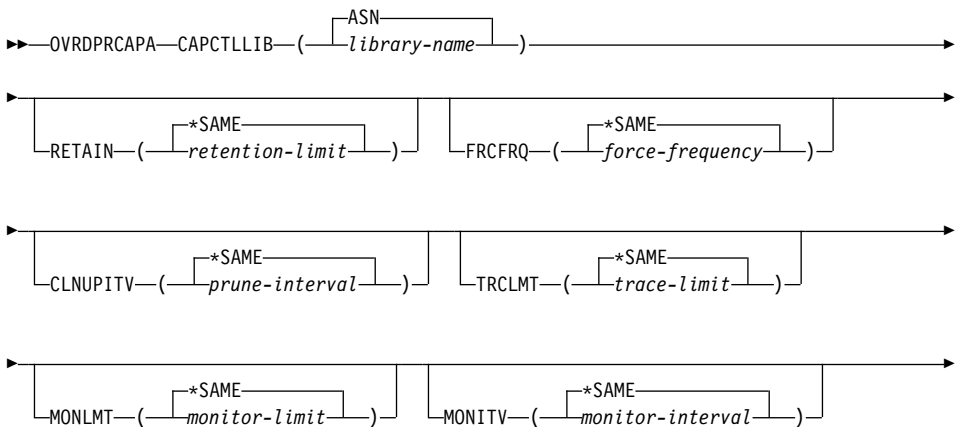 ASN
OVRDPRCAPA CAPCTLLIB ( library-name )
*SAME *SAME
RETAIN ( retention-limit ) FRCFRQ ( force-frequency )
*SAME *SAME
CLNUPITV ( prune-interval ) TRCLMT ( trace-limit )
*SAME *SAME
MONLMT ( monitor-limit ) MONITV ( monitor-interval )